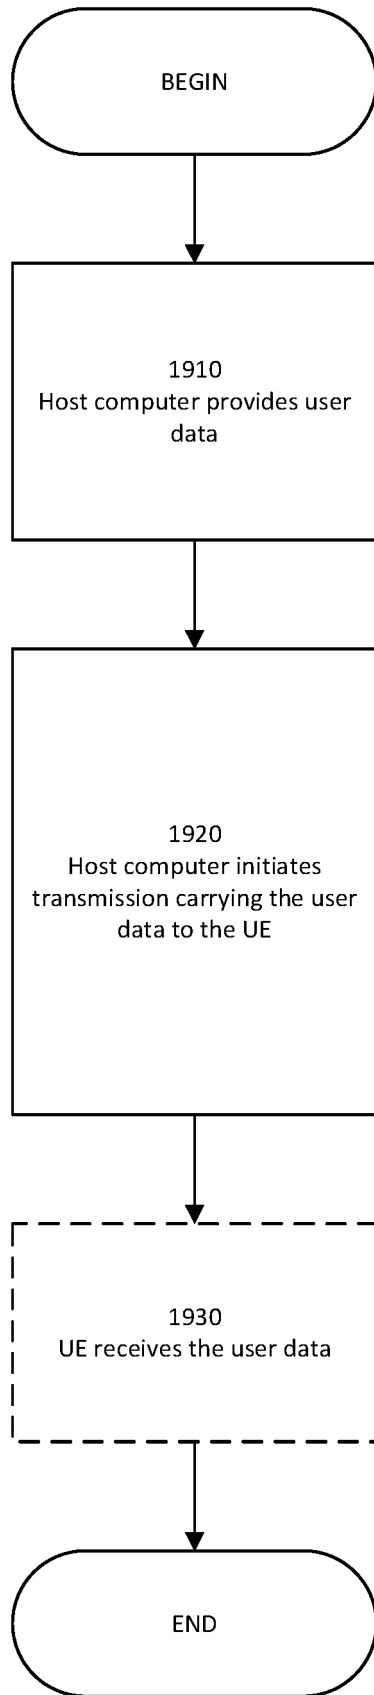 BEGIN
1910
Host computer provides user
data
1920
Host computer initiates
transmission carrying the user
data to the UE
1930
UE receives the user data
END